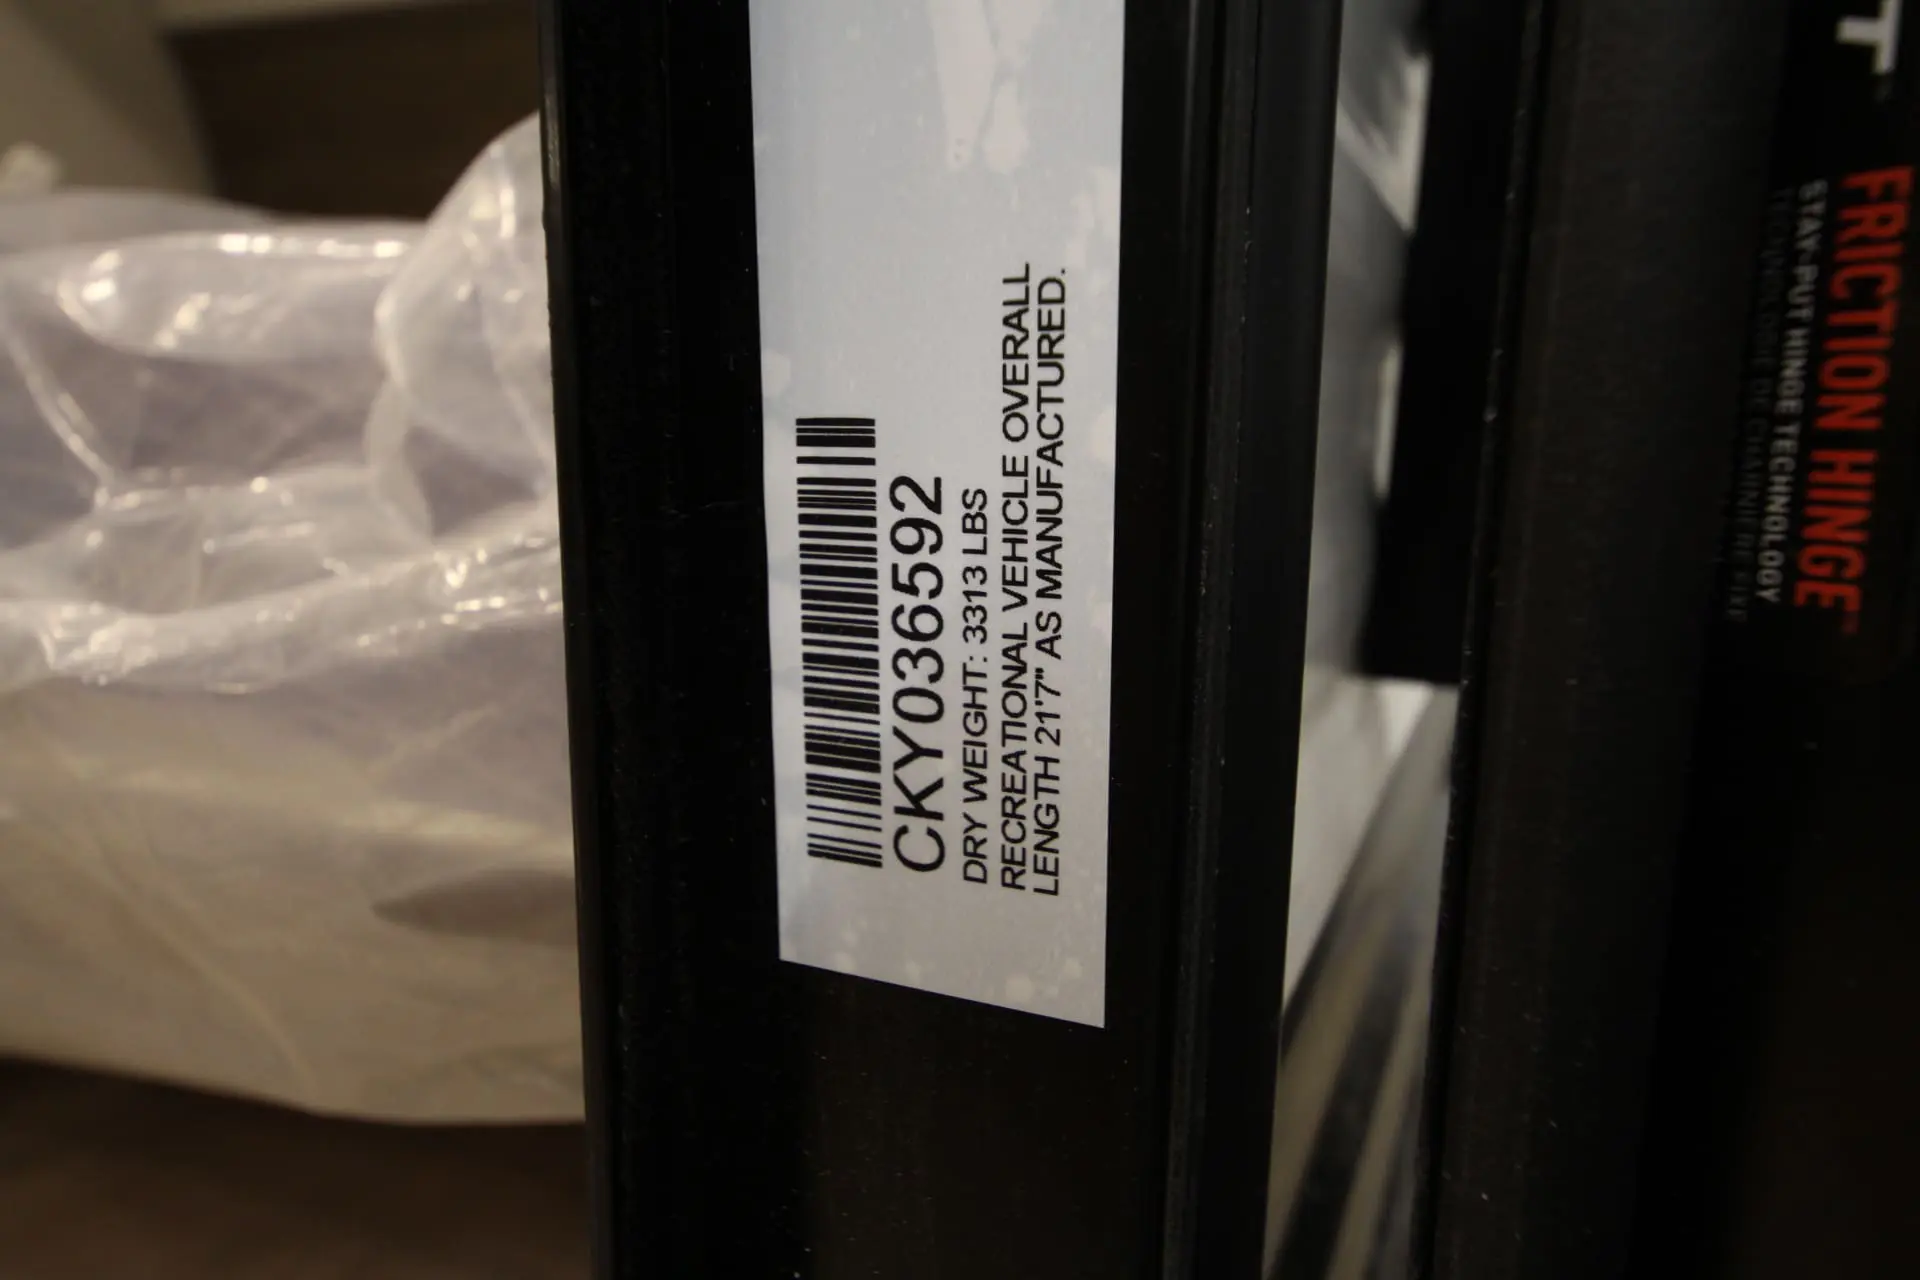 CKY036592
DRY WEIGHT: 3313 LBS
RECREATIONAL VEHICLE OVERALL
LENGTH 21'7" AS MANUFACTURED.
T
FRICTION HINGE
STAY-PUT HINGE TECHNOLOGY